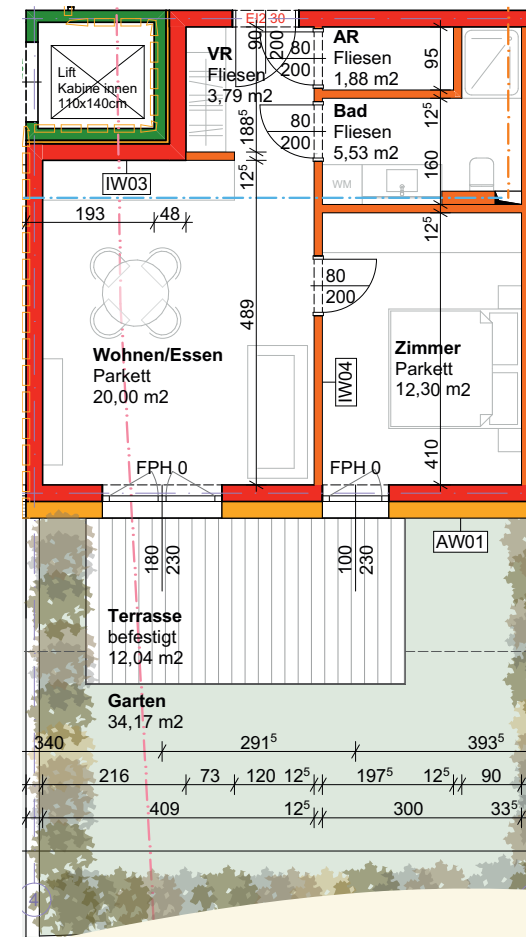 EI2 30
Lift
Kabine innen
110x140cm
VR
Fliesen
3,79 m2
90
200
80
200
AR
Fliesen
1,88 m2
95
Bad
Fliesen
5,53 m2
80
200
188⁵
12⁵
12⁵
160
WM
IW03
193
48
12⁵
80
200
489
Wohnen/Essen
Parkett
20,00 m2
Zimmer
Parkett
12,30 m2
IW04
410
FPH 0
FPH 0
AW01
180
230
100
230
Terrasse
befestigt
12,04 m2
Garten
34,17 m2
340
291⁵
393⁵
216
73
120
12⁵
197⁵
12⁵
90
409
12⁵
300
33⁵
4